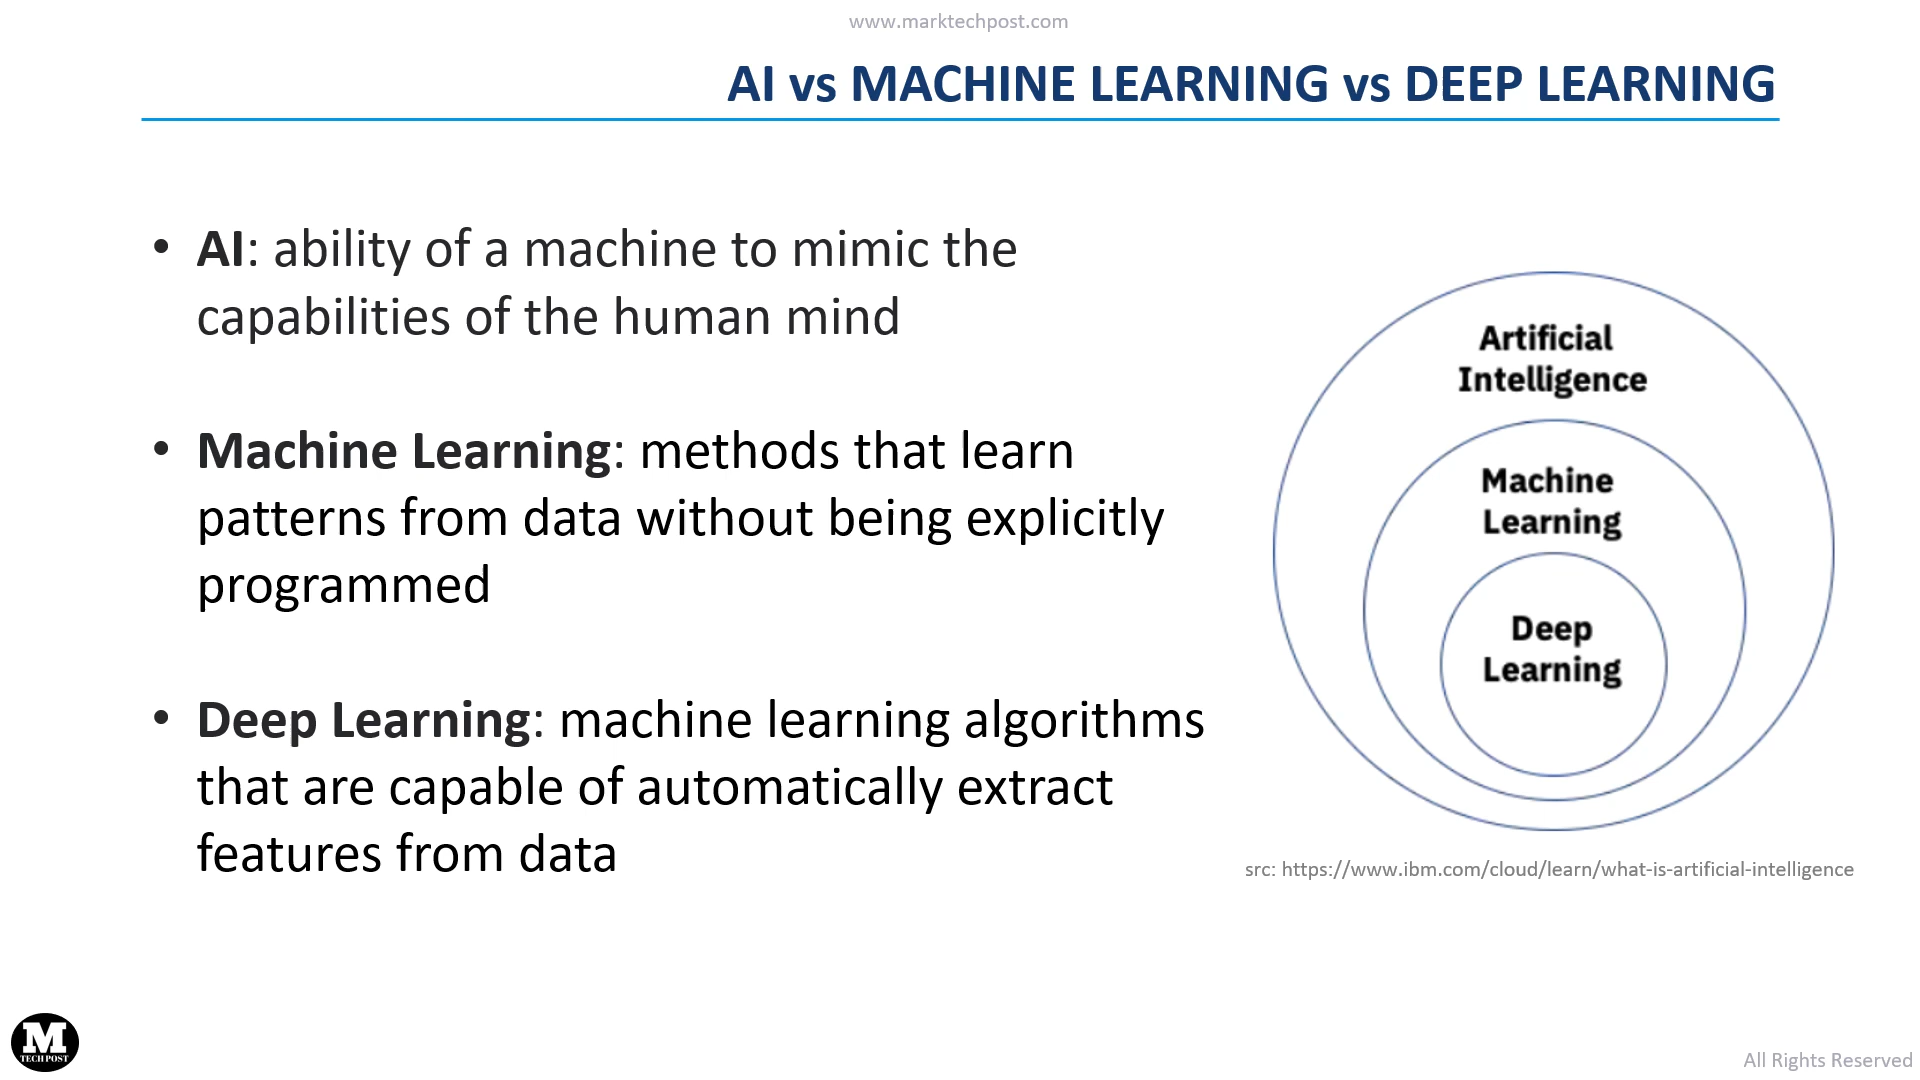 www.marktechpost.com
AI vs MACHINE LEARNING vs DEEP LEARNING
• AI: ability of a machine to mimic the
capabilities of the human mind
• Machine Learning: methods that learn
patterns from data without being explicitly
programmed
• Deep Learning: machine learning algorithms
that are capable of automatically extract
features from data
Artificial
Intelligence
Machine
Learning
Deep
Learning
src: https://www.ibm.com/cloud/learn/what-is-artificial-intelligence
M
TECH POST
All Rights Reserved